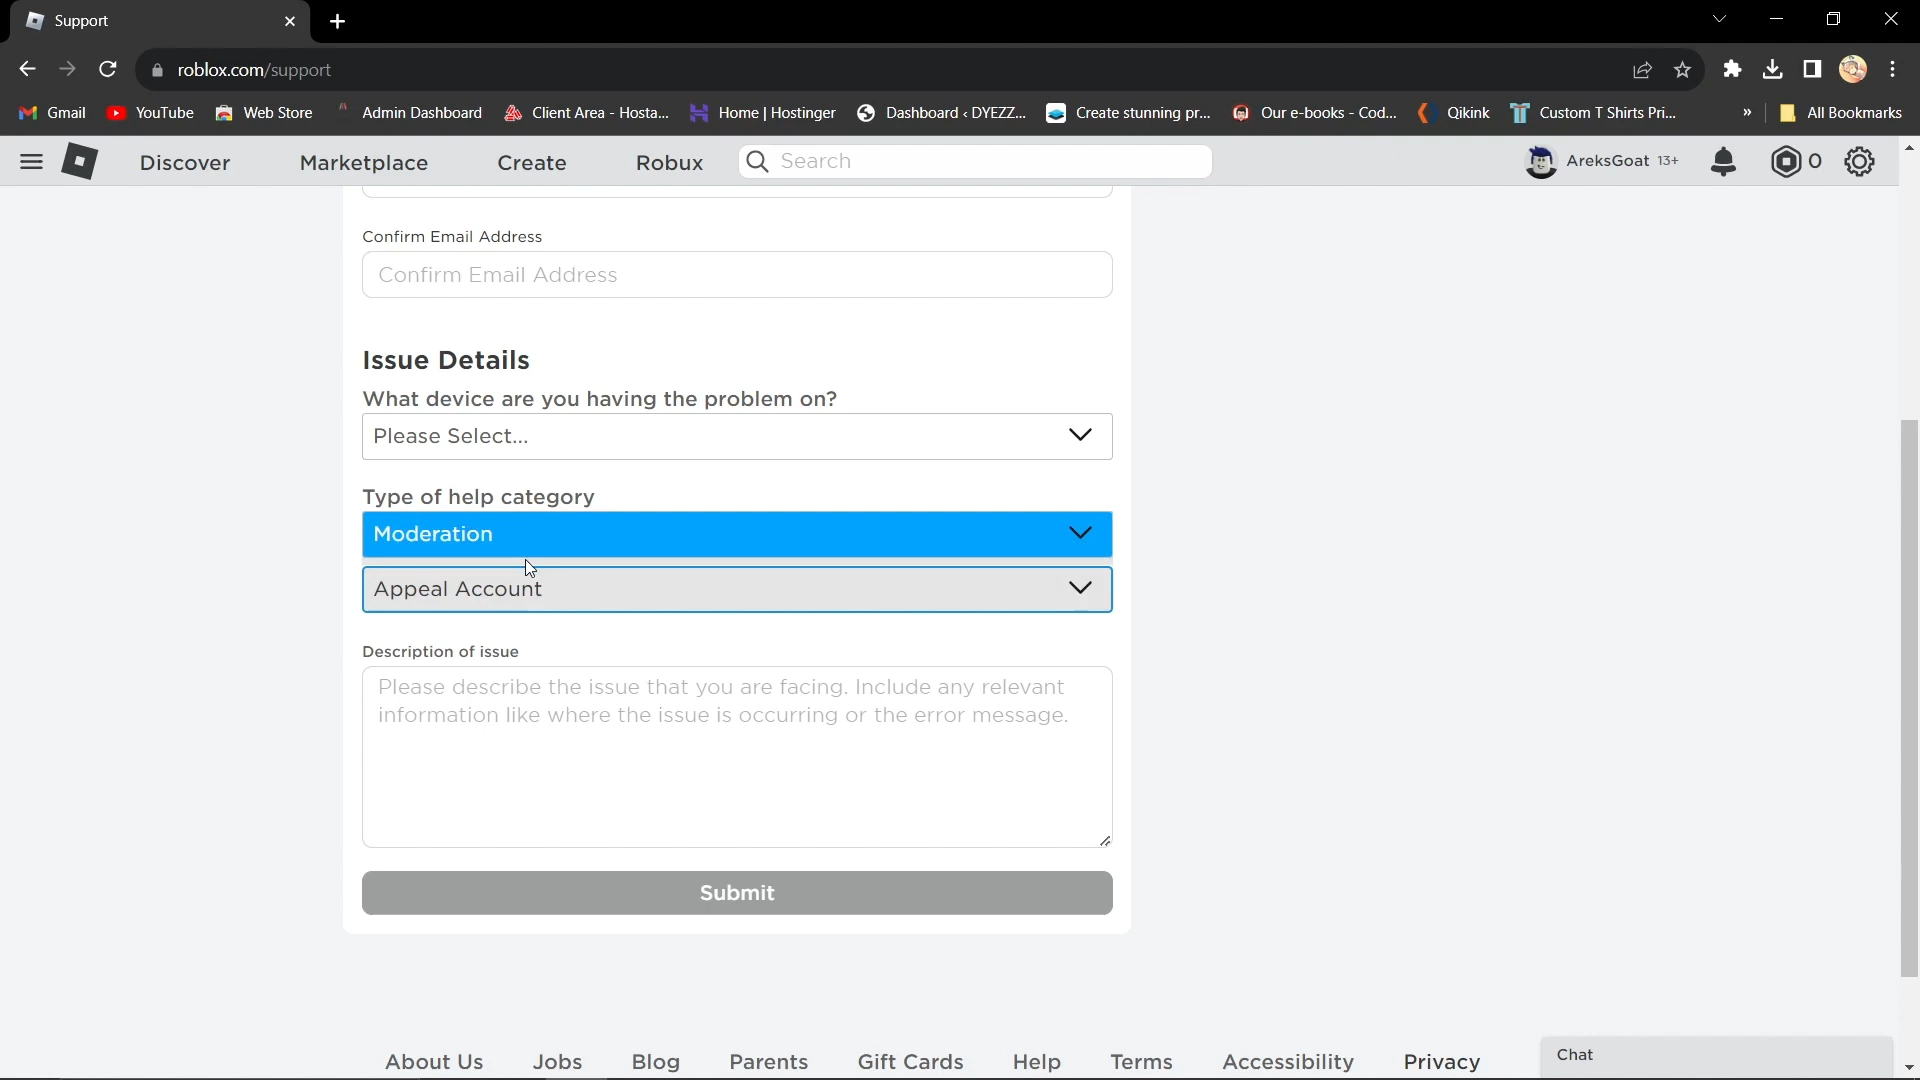 Support
roblox.com/support
Gmail
YouTube
Web Store
Admin Dashboard
Client Area - Hosta...
Home | Hostinger
Dashboard ‹ DYEZZ...
Create stunning pr...
Our e-books - Cod...
Qikink
Custom T Shirts Pri...
»
All Bookmarks
Discover
Marketplace
Create
Robux
Search
AreksGoat 13+
0
Confirm Email Address
Confirm Email Address
Issue Details
What device are you having the problem on?
Please Select...
Type of help category
Moderation
Appeal Account
Description of issue
Please describe the issue that you are facing. Include any relevant
information like where the issue is occurring or the error message.
Submit
About Us
Jobs
Blog
Parents
Gift Cards
Help
Terms
Accessibility
Privacy
Chat